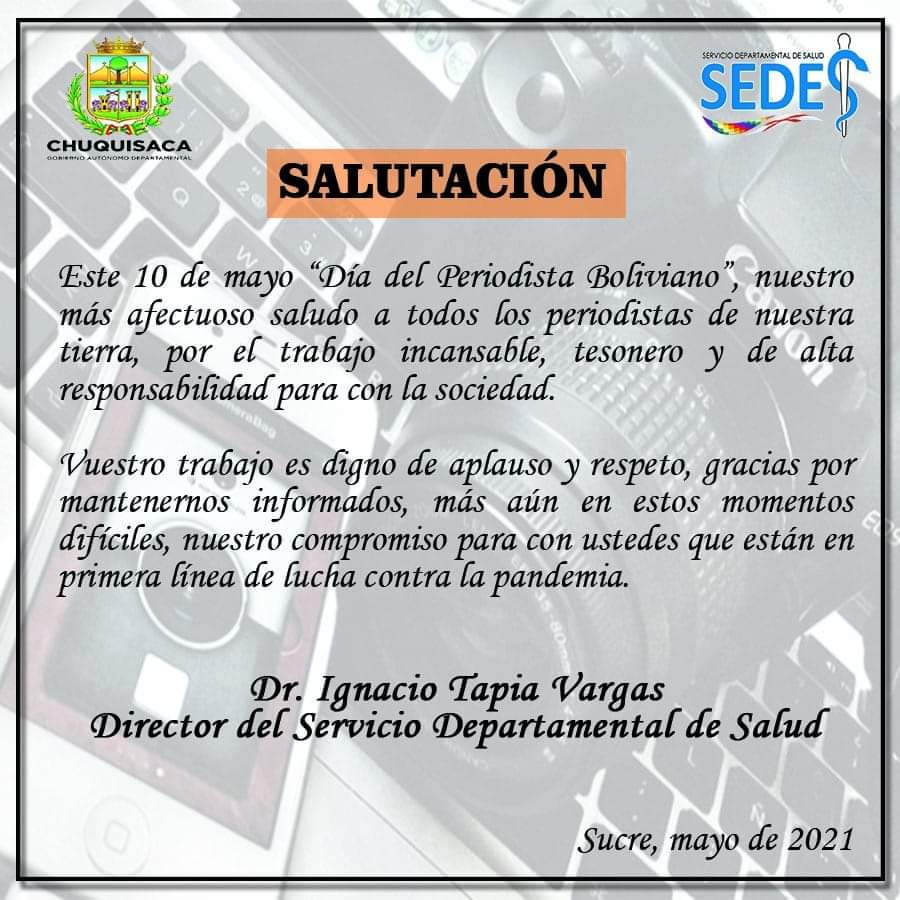 CHUQUISACA
GOBIERNO AUTÓNOMO DEPARTAMENTAL
SERVICIO DEPARTAMENTAL DE SALUD
SEDES
SALUTACIÓN
Este 10 de mayo “Día del Periodista Boliviano”, nuestro
más afectuoso saludo a todos los periodistas de nuestra
tierra, por el trabajo incansable, tesonero y de alta
responsabilidad para con la sociedad.
Vuestro trabajo es digno de aplauso y respeto, gracias por
mantenernos informados, más aún en estos momentos
difíciles, nuestro compromiso para con ustedes que están en
primera línea de lucha contra la pandemia.
Dr. Ignacio Tapia Vargas
Director del Servicio Departamental de Salud
Sucre, mayo de 2021
Canon